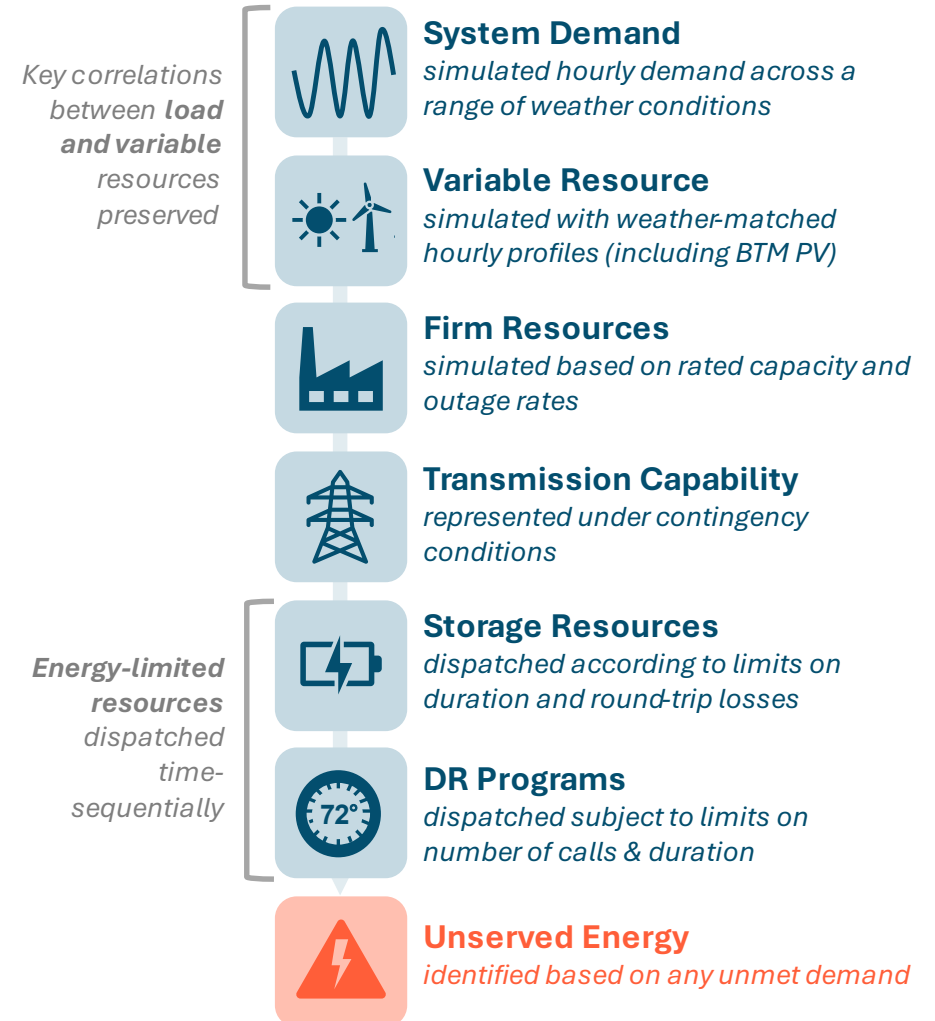 Key correlations
between load
and variable
resources
preserved
System Demand
simulated hourly demand across a
range of weather conditions
Variable Resource
simulated with weather-matched
hourly profiles (including BTM PV)
Firm Resources
simulated based on rated capacity and
outage rates
Transmission Capability
represented under contingency
conditions
Energy-limited
resources
dispatched
time-
sequentially
Storage Resources
dispatched according to limits on
duration and round-trip losses
72°
DR Programs
dispatched subject to limits on
number of calls & duration
Unserved Energy
identified based on any unmet demand